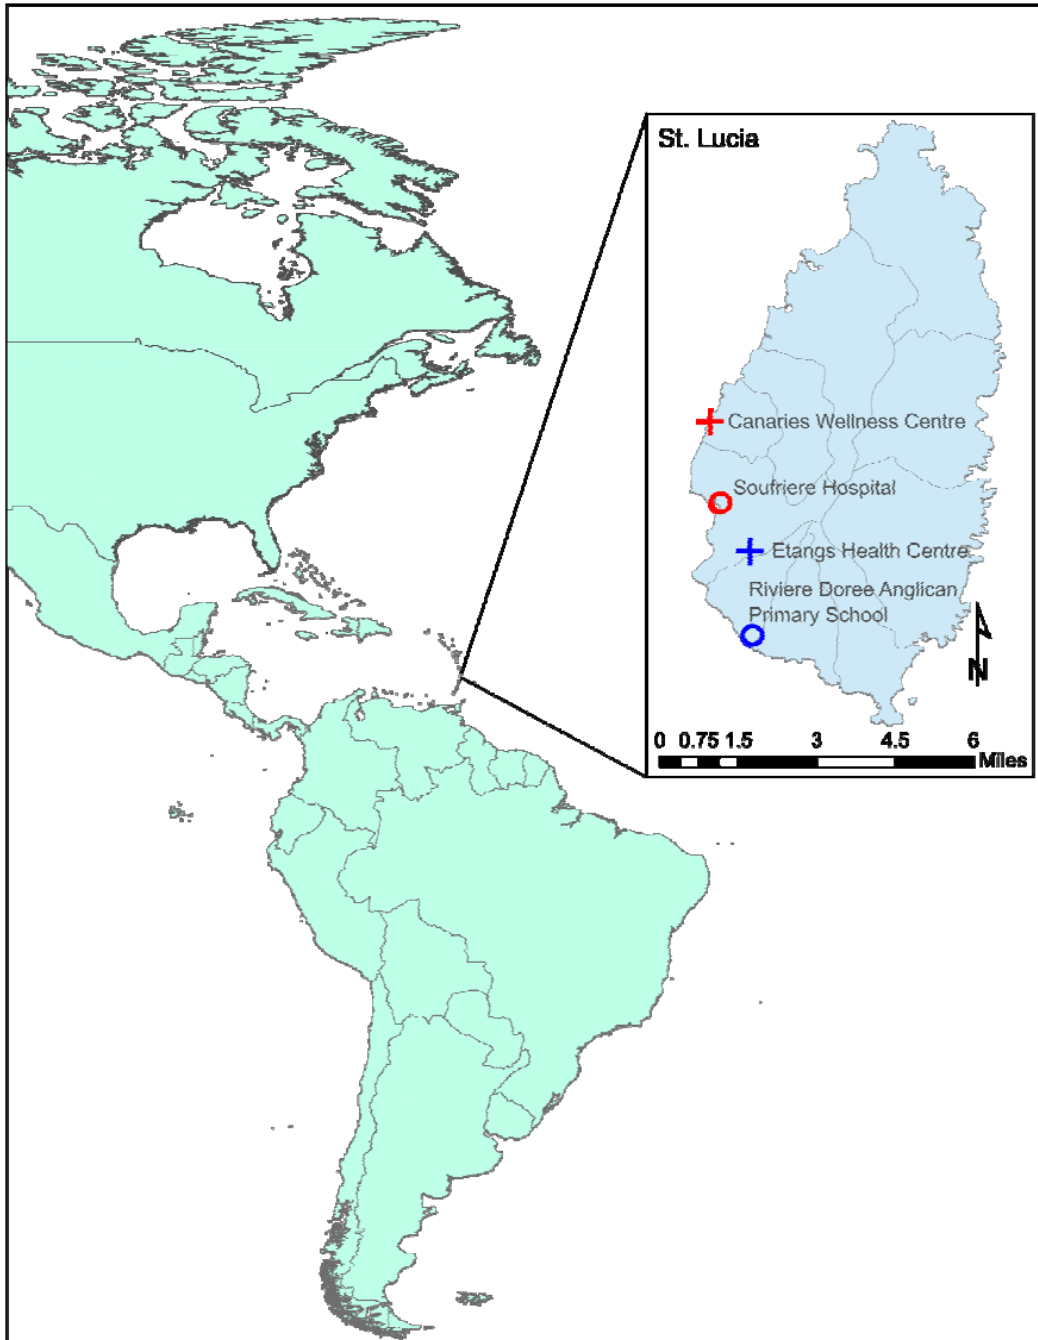 St. Lucia
Canaries Wellness Centre
Soufriere Hospital
Etangs Health Centre
Riviere Doree Anglican
Primary School
N
0 0.75 1.5 3 4.5 6
Miles